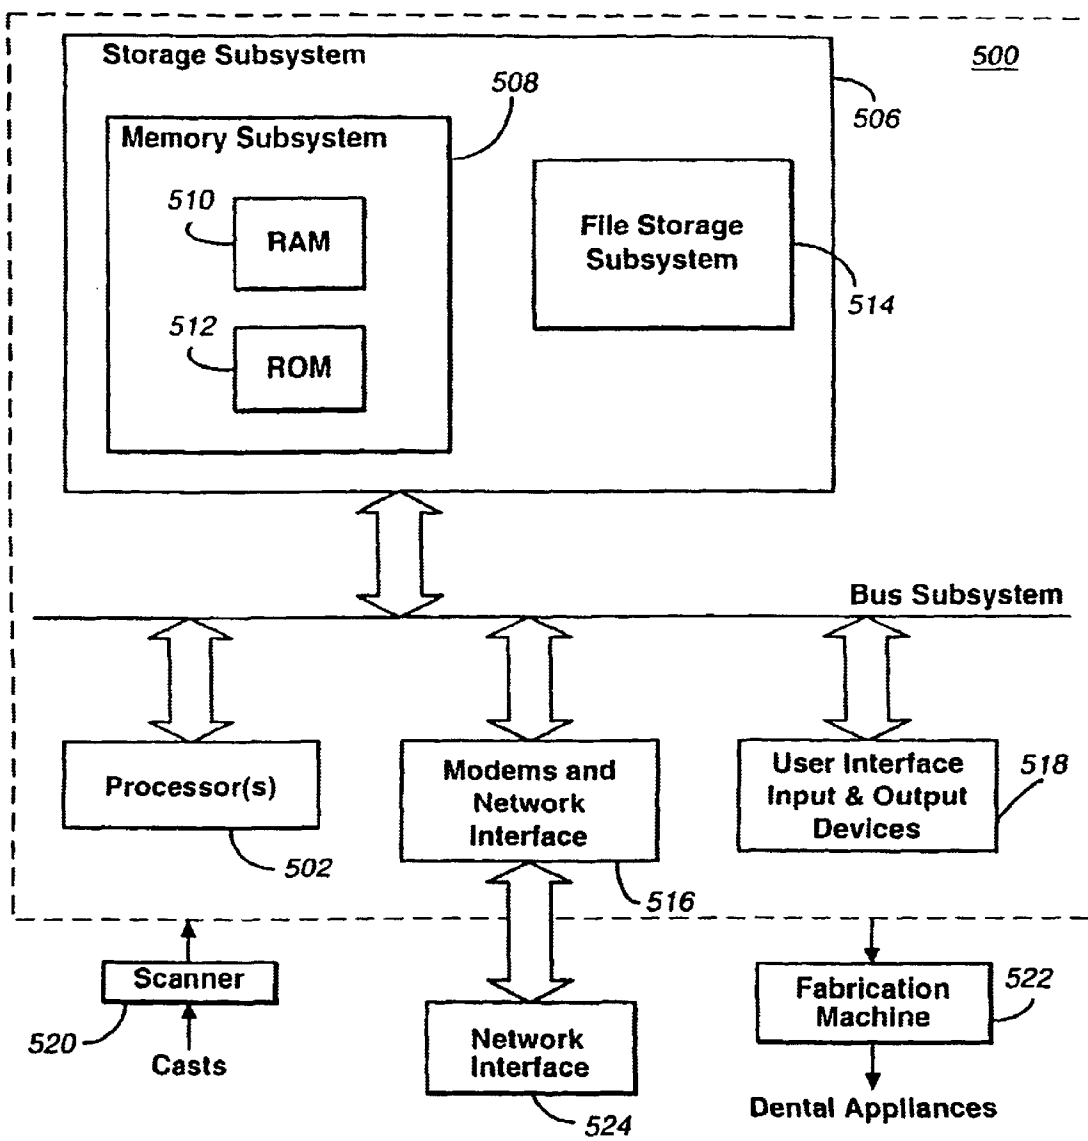 Storage Subsystem
500
508
506
Memory Subsystem
510
RAM
File Storage
Subsystem
514
512
ROM
Bus Subsystem
Processor(s)
502
Modems and
Network
Interface
516
User Interface
Input & Output
Devices
518
Scanner
520
Casts
Network
Interface
524
Fabrication
Machine
522
Dental Appliances